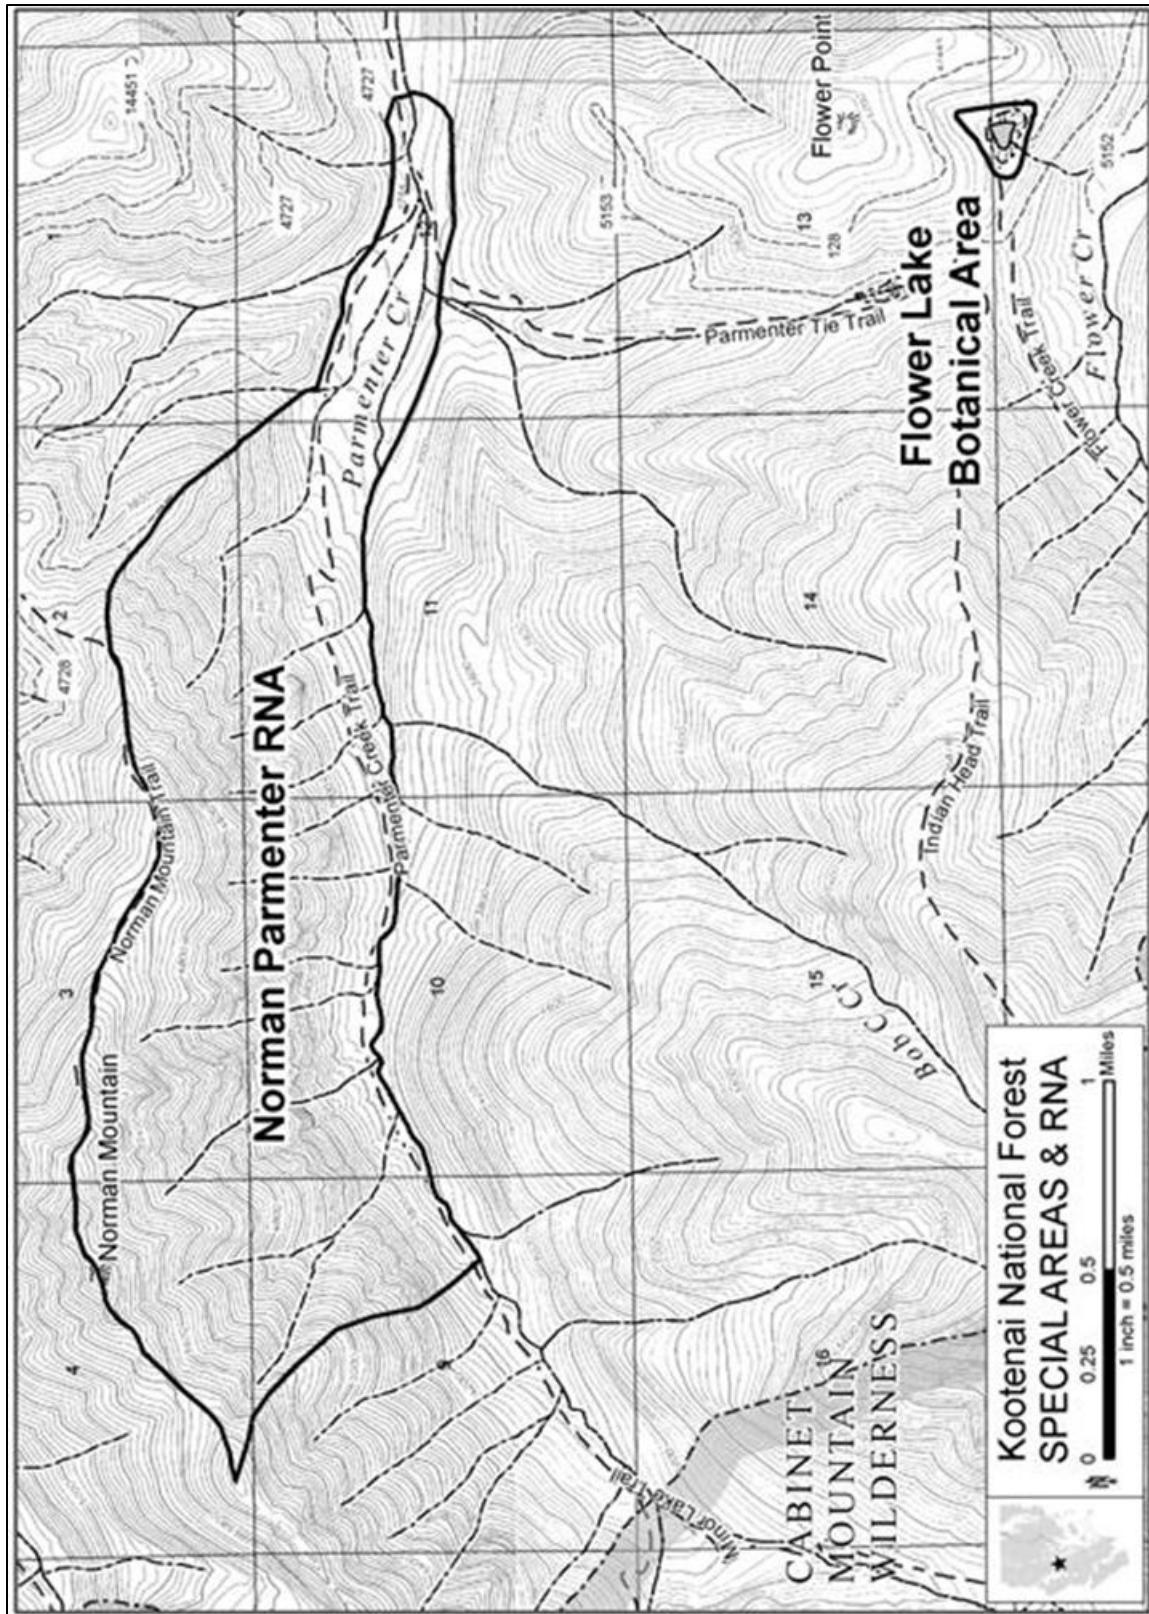 14451
4727
4727
1
12
Flower Point
5153
13
128
5152
Parmenter Cr
Parmenter Tie Trail
Flower Lake
Botanical Area
Flower Creek Trail
Flower Cr
2
4728
11
14
Norman Parmenter RNA
Parmenter Creek Trail
Norman Mountain Trail
Indian Head Trail
3
10
15
Bob C Cr
Norman Mountain
4
9
16
CABINET
MOUNTAIN
WILDERNESS
Minor Lake Trail
Kootenai National Forest
SPECIAL AREAS & RNA
0 0.25 0.5 1
Miles
1 inch = 0.5 miles
N